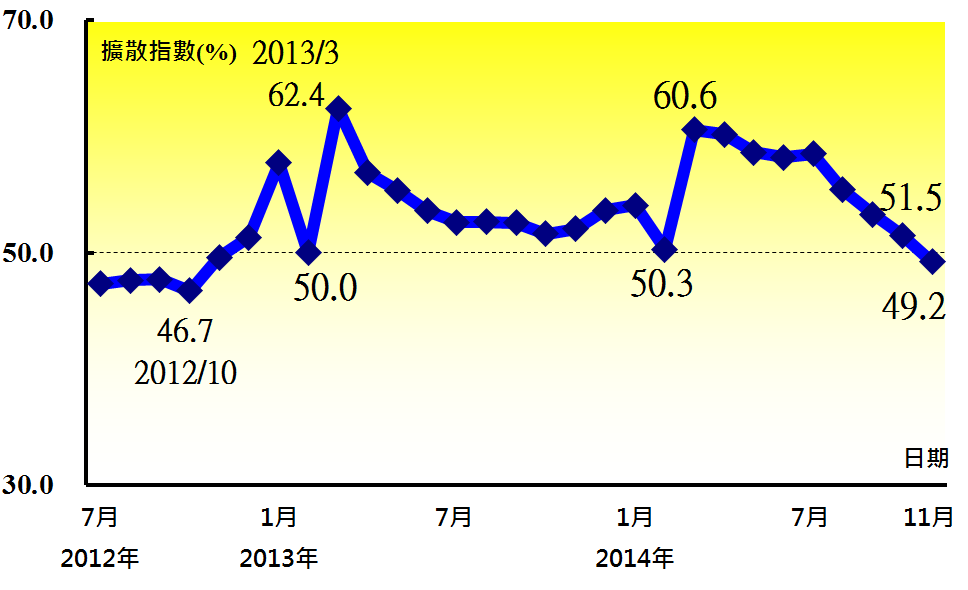 70.0
擴散指數(%)
2013/3
62.4
60.6
51.5
50.0
50.0
50.3
49.2
46.7
2012/10
日期
30.0
7月
1月
7月
1月
7月
11月
2012年
2013年
2014年